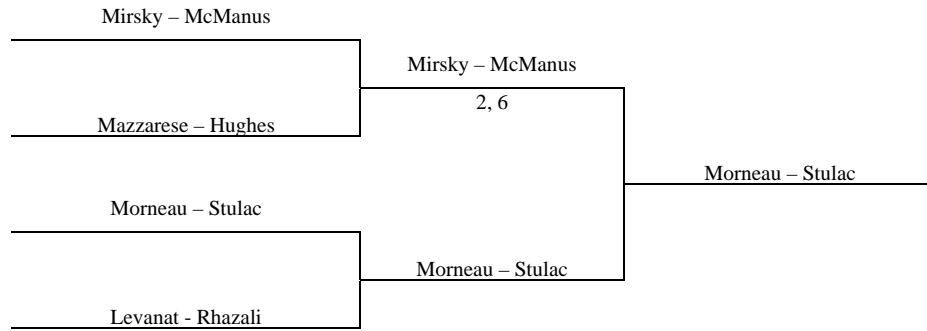 Mirsky – McManus
Mirsky – McManus
2, 6
Mazzarese – Hughes
Morneau – Stulac
Morneau – Stulac
Morneau – Stulac
Levanat - Rhazali